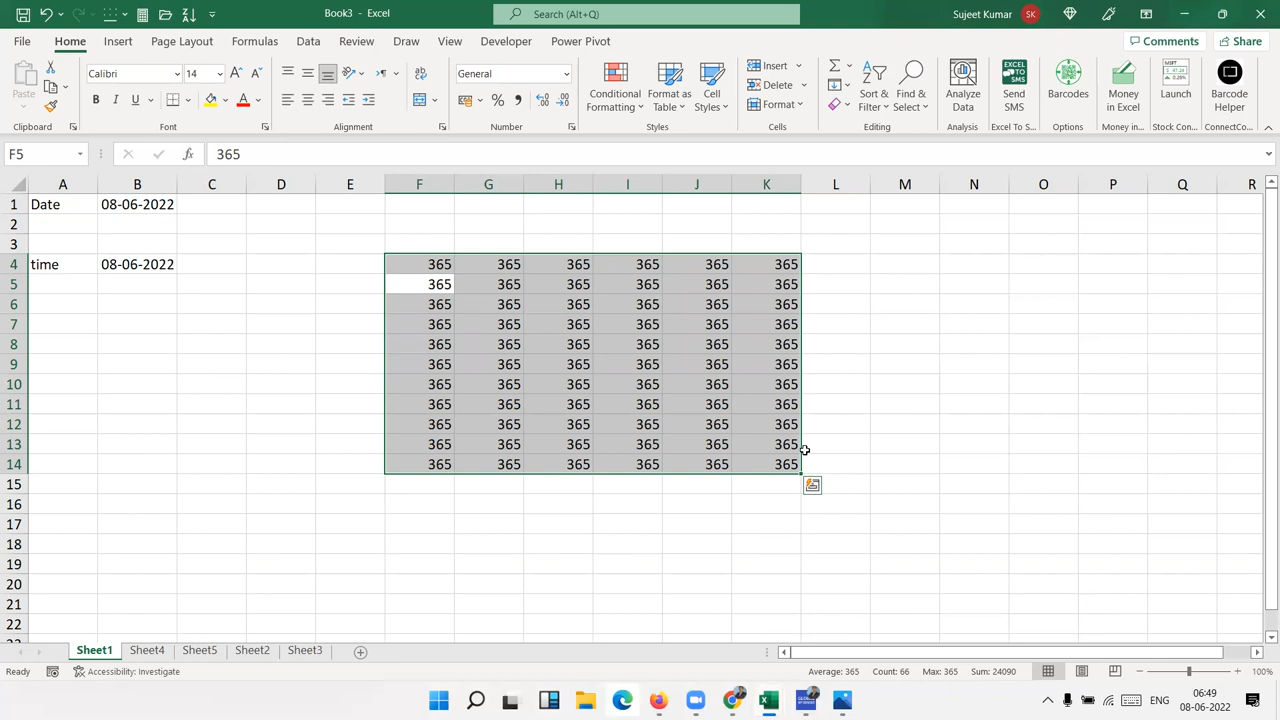 Book3 - Excel
Search (Alt+Q)
Sujeet Kumar
SK
File Home Insert Page Layout Formulas Data Review View Automate Draw Developer Power Pivot
Comments Share
Paste
Calibri 14
B I U
General
Conditional Formatting
Format as Table
Cell Styles
Insert
Delete
Format
Sort & Filter
Find & Select
Analyze Data
Send SMS
Barcodes
Money in Excel
Launch
Barcode Helper
Clipboard Font Alignment Number Styles Cells Editing Analysis Excel To S... Options Money in... Stock Con... ConnectCo...
F5 fx 365
A B C D E F G H I J K L M N O P Q R
1 Date 08-06-2022
2
3
4 time 08-06-2022 365 365 365 365 365 365
5 365 365 365 365 365 365
6 365 365 365 365 365 365
7 365 365 365 365 365 365
8 365 365 365 365 365 365
9 365 365 365 365 365 365
10 365 365 365 365 365 365
11 365 365 365 365 365 365
12 365 365 365 365 365 365
13 365 365 365 365 365 365
14 365 365 365 365 365 365
15
16
17
18
19
20
21
22
Sheet1 Sheet4 Sheet5 Sheet2 Sheet3
Ready Accessibility: Investigate Average: 365 Count: 66 Max: 365 Sum: 24090 100%
ENG 06:49
08-06-2022